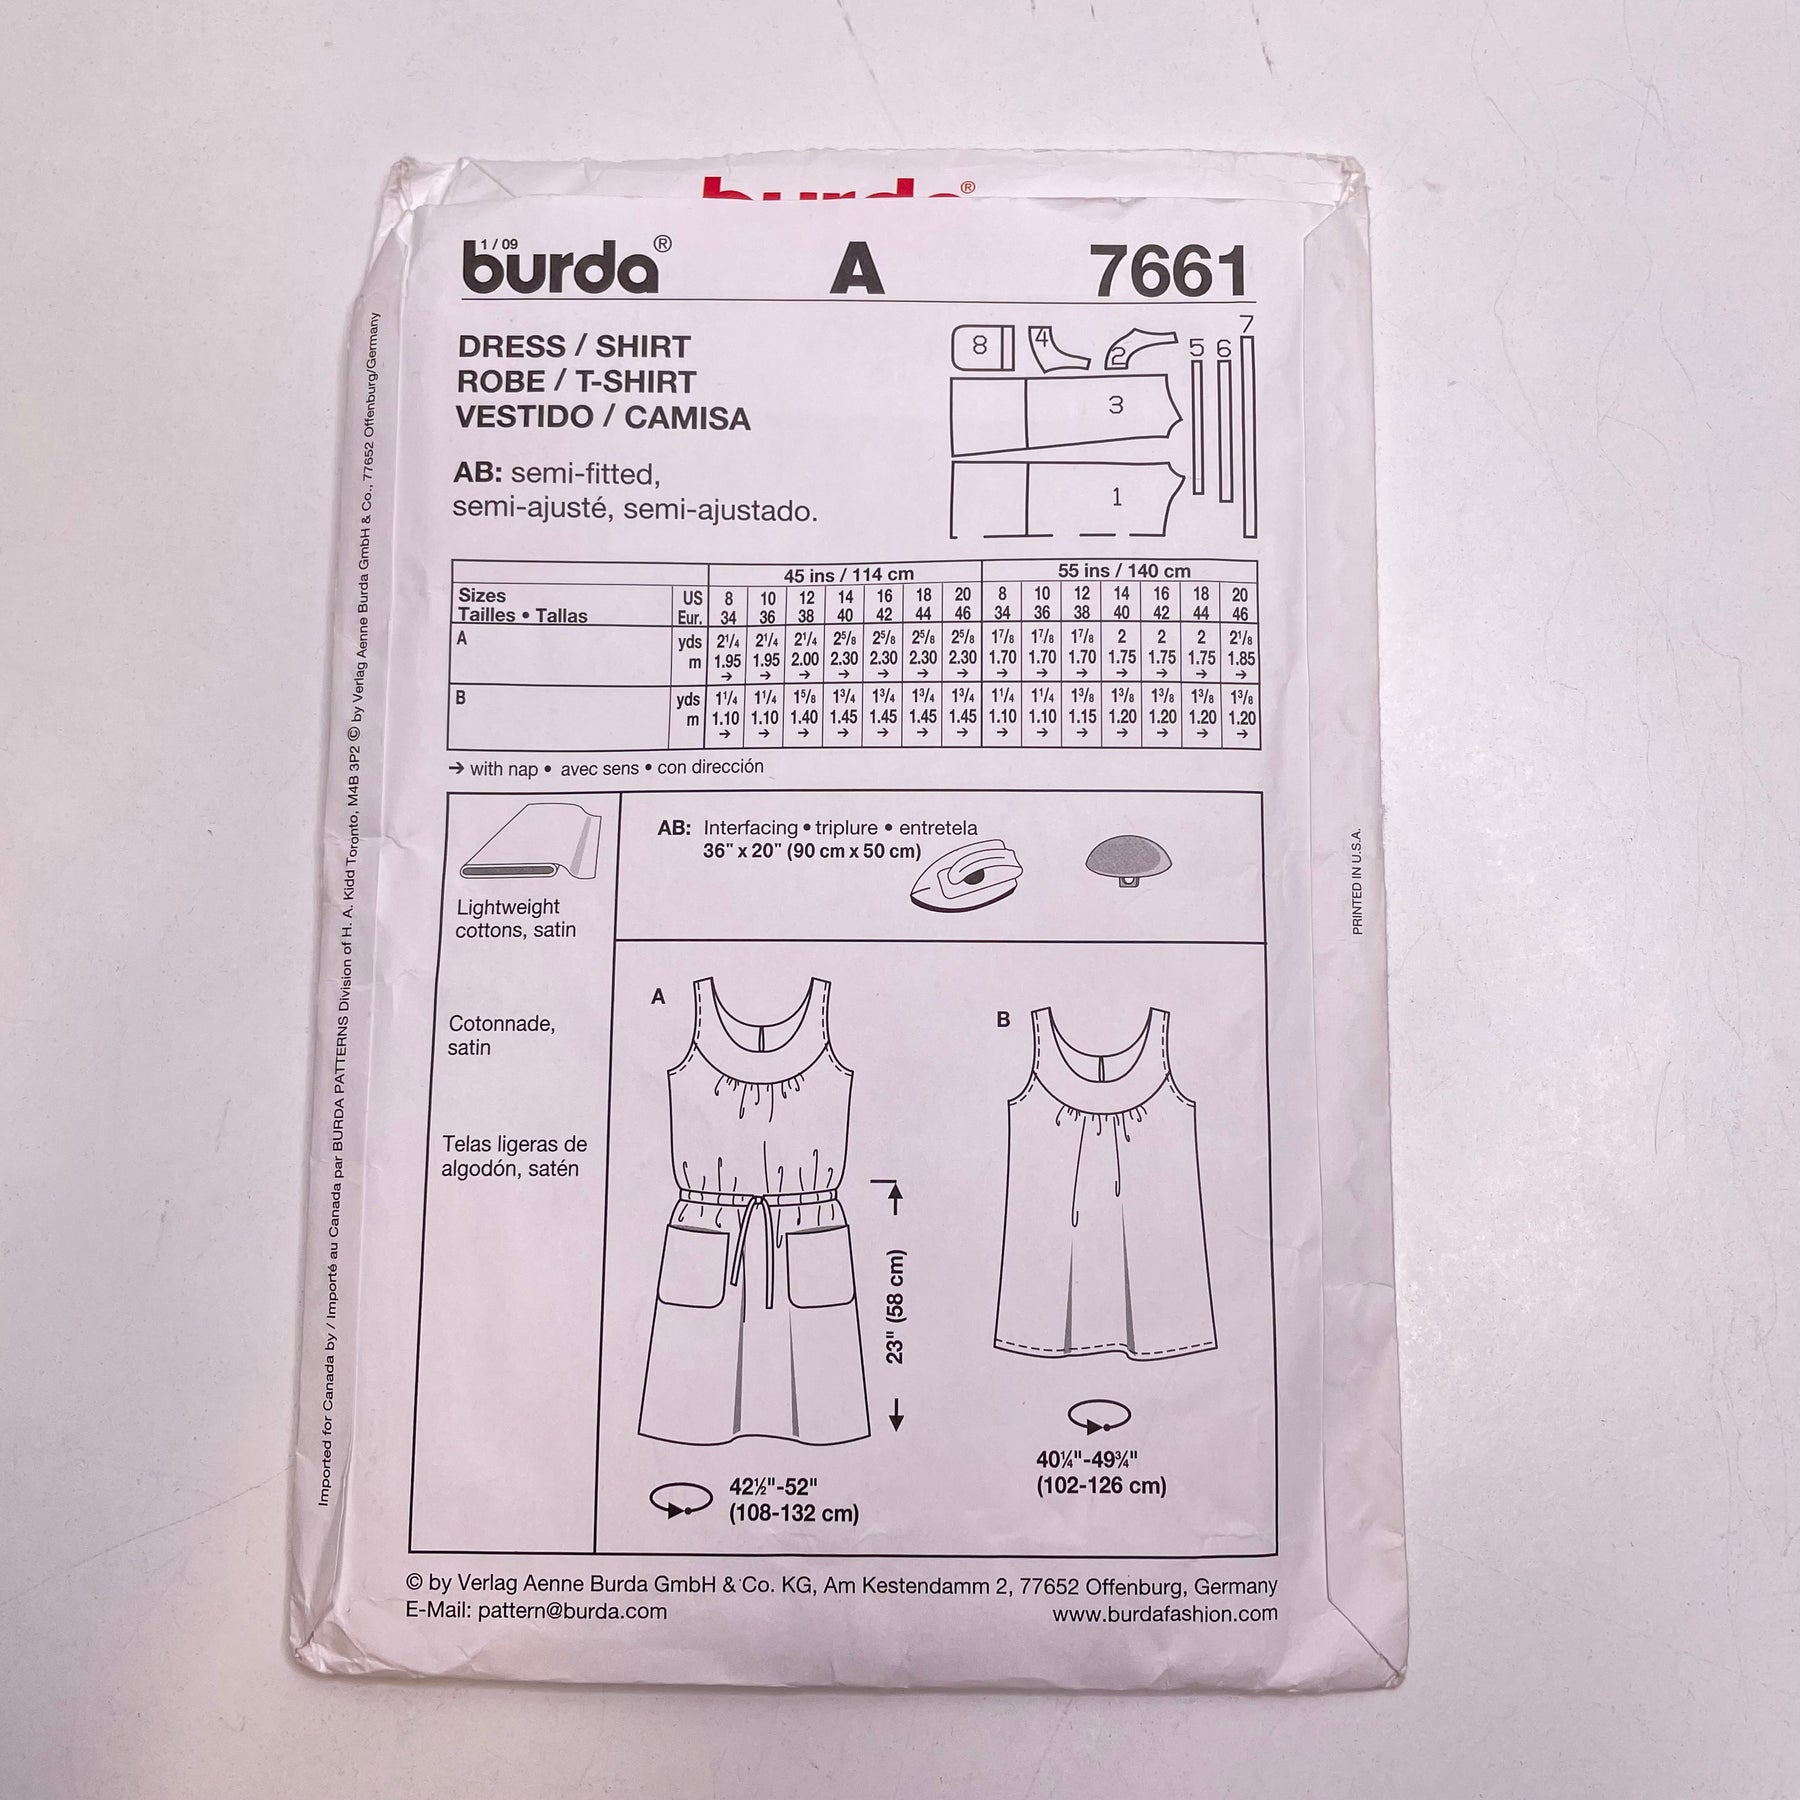 burda®
burda® 1 / 09 A 7661
DRESS / SHIRT
ROBE / T-SHIRT
VESTIDO / CAMISA
AB: semi-fitted,
semi-ajusté, semi-ajustado.
8 4 2 5 6 7
3
1
45 ins / 114 cm 55 ins / 140 cm
Sizes US 8 10 12 14 16 18 20 8 10 12 14 16 18 20
Tailles • Tallas Eur. 34 36 38 40 42 44 46 34 36 38 40 42 44 46
A yds 2¼ 2¼ 2¼ 2⅝ 2⅝ 2⅝ 2⅝ 1⅞ 1⅞ 1⅞ 2 2 2 2⅛
m 1.95 1.95 2.00 2.30 2.30 2.30 2.30 1.70 1.70 1.70 1.75 1.75 1.75 1.85
→ → → → → → → → → → → → → →
B yds 1¼ 1¼ 1⅝ 1¾ 1¾ 1¾ 1¾ 1¼ 1¼ 1⅜ 1⅜ 1⅜ 1⅜ 1⅜
m 1.10 1.10 1.40 1.45 1.45 1.45 1.45 1.10 1.10 1.15 1.20 1.20 1.20 1.20
→ → → → → → → → → → → → → →
→ with nap • avec sens • con dirección
AB: Interfacing • triplure • entretela
36" x 20" (90 cm x 50 cm)
Lightweight
cottons, satin
Cotonnade,
satin
Telas ligeras de
algodón, satén
A
B
23" (58 cm)
42½"-52"
(108-132 cm)
40¼"-49¾"
(102-126 cm)
© by Verlag Aenne Burda GmbH & Co. KG, Am Kestendamm 2, 77652 Offenburg, Germany
E-Mail: pattern@burda.com www.burdafashion.com
Imported for Canada by / Importé au Canada par BURDA PATTERNS Division of H. A. Kidd Toronto, M4B 3P2 © by Verlag Aenne Burda GmbH & Co., 77652 Offenburg/Germany
PRINTED IN U.S.A.